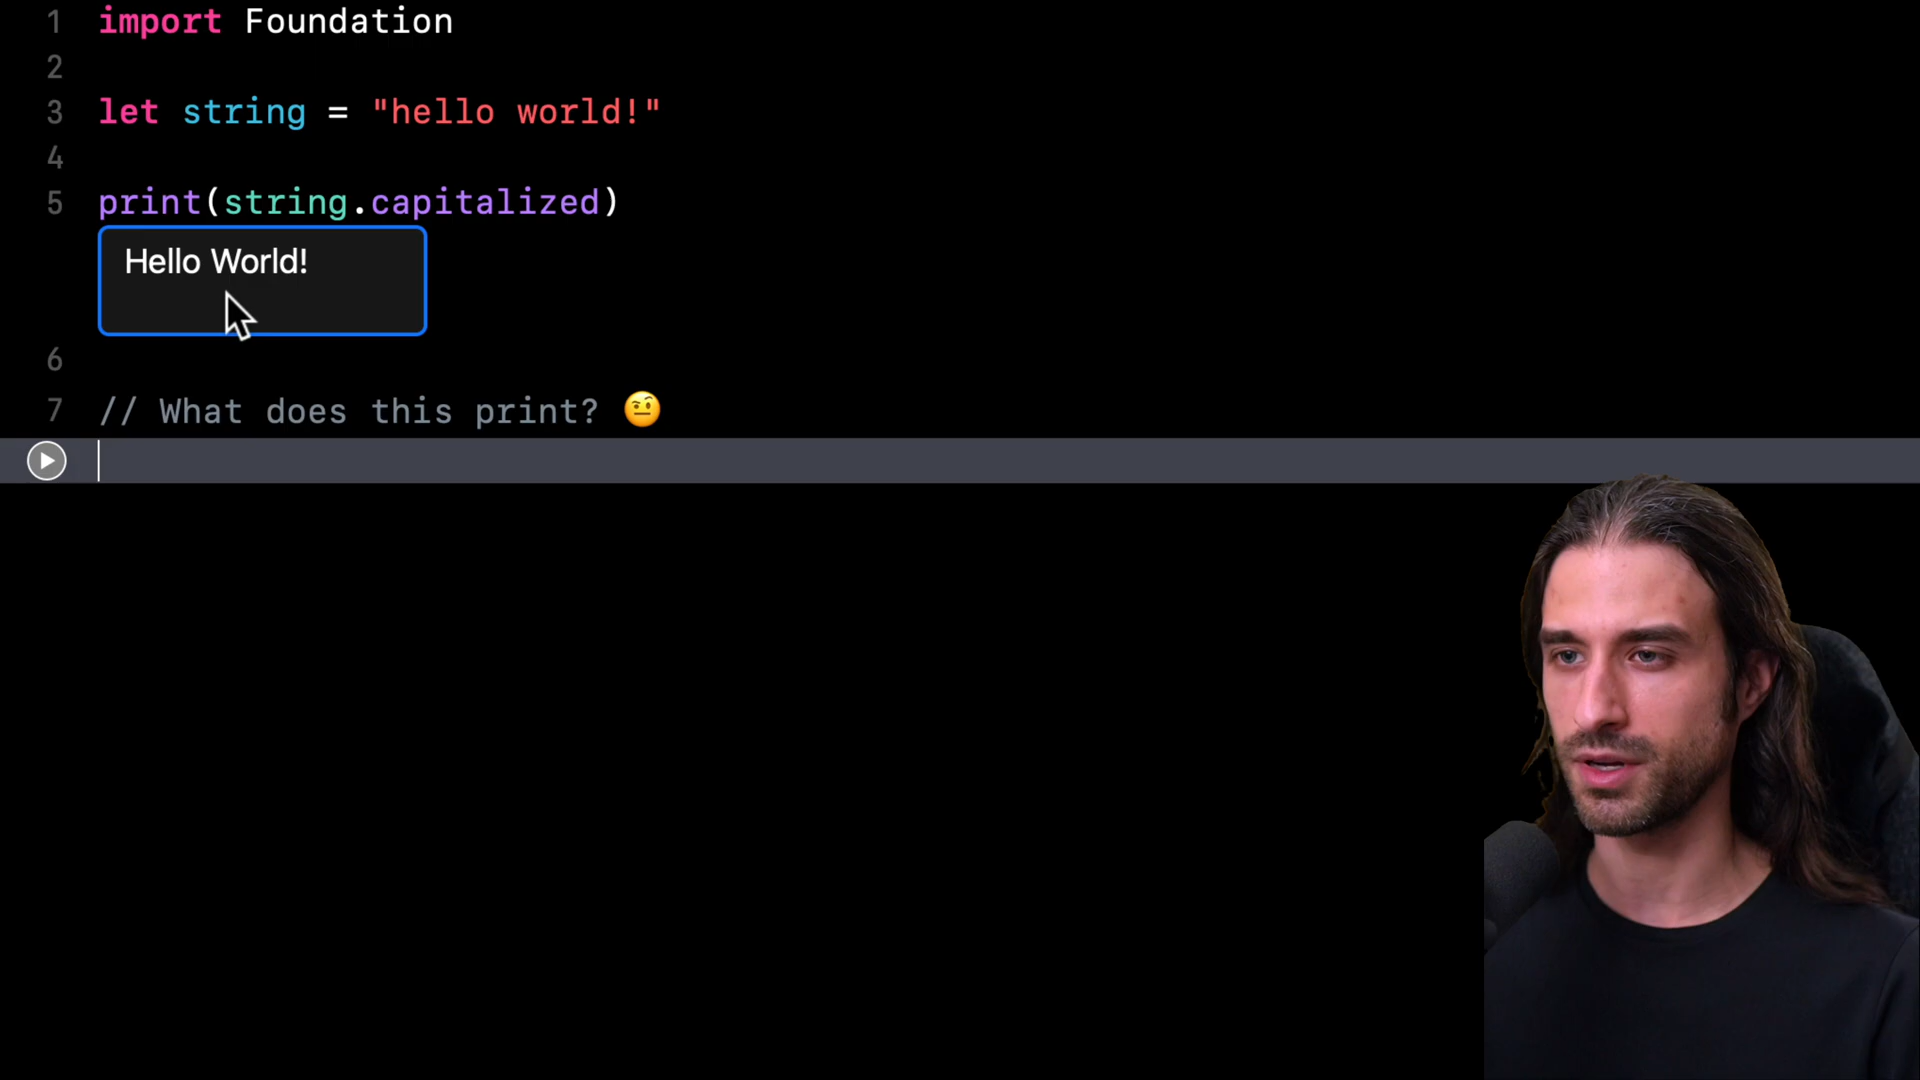 1 import Foundation
2
3 let string = "hello world!"
4
5 print(string.capitalized)
Hello World!
6
7 // What does this print? 🤨